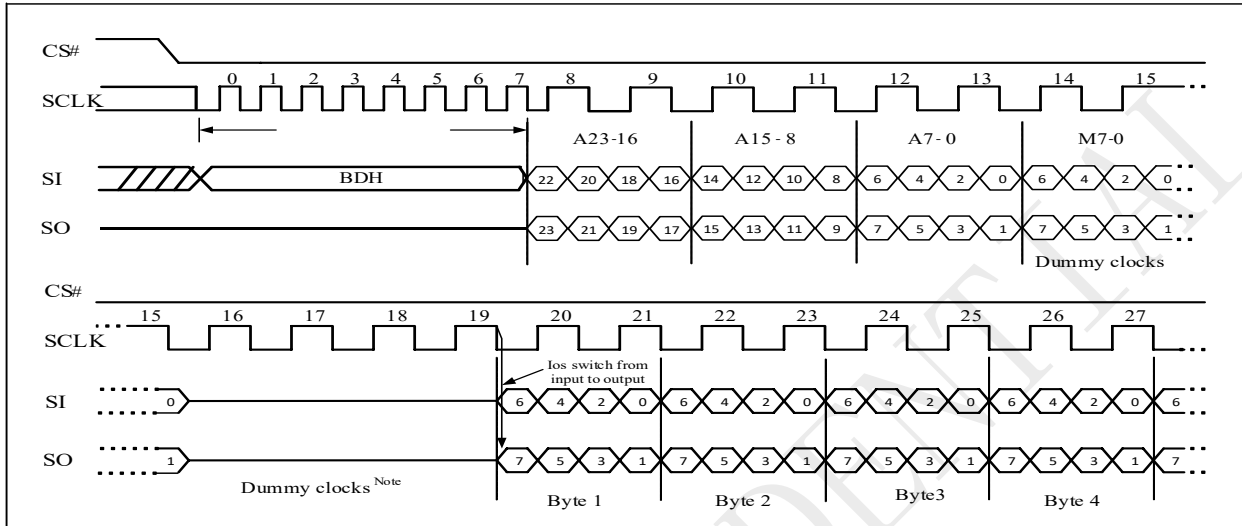 CS#
0 1 2 3 4 5 6 7 8 9 10 11 12 13 14 15
SCLK
A23-16 A15 - 8 A7- 0 M7-0
SI BDH 22 20 18 16 14 12 10 8 6 4 2 0 6 4 2 0
SO 23 21 19 17 15 13 11 9 7 5 3 1 7 5 3 1
Dummy clocks
CS#
15 16 17 18 19 20 21 22 23 24 25 26 27
SCLK
Ios switch from
input to output
SI 0 6 4 2 0 6 4 2 0 6 4 2 0 6 4 2 0 6
SO 1 7 5 3 1 7 5 3 1 7 5 3 1 7 5 3 1 7
Dummy clocks Note Byte 1 Byte 2 Byte3 Byte 4